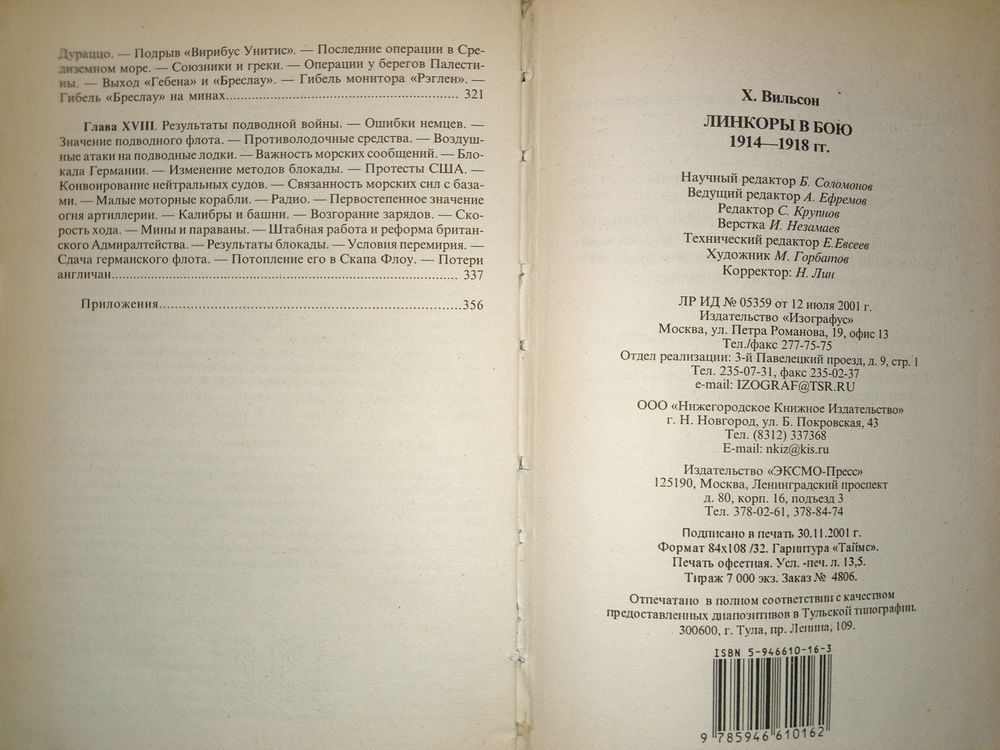 Дураццо. — Подрыв «Вирибус Унитис». — Последние операции в Сре-
диземном море. — Союзники и греки. — Операции у берегов Палести-
ны. — Выход «Гебена» и «Бреслау». — Гибель монитора «Рэглен». —
Гибель «Бреслау» на минах.................................................... 321
Глава XVIII. Результаты подводной войны. — Ошибки немцев. —
Значение подводного флота. — Противолодочные средства. — Воздуш-
ные атаки на подводные лодки. — Важность морских сообщений. — Бло-
када Германии. — Изменение методов блокады. — Протесты США. —
Конвоирование нейтральных судов. — Связанность морских сил с база-
ми. — Малые моторные корабли. — Радио. — Первостепенное значение
огня артиллерии. — Калибры и башни. — Возгорание зарядов. — Ско-
рость хода. — Мины и параваны. — Штабная работа и реформа британ-
ского Адмиралтейства. — Результаты блокады. — Условия перемирия. —
Сдача германского флота. — Потопление его в Скапа Флоу. — Потери
англичан............................................................................ 337
Приложения.....................................................................356
Х. Вильсон
ЛИНКОРЫ В БОЮ
1914—1918 гг.
Научный редактор Б. Соломонов
Ведущий редактор А. Ефремов
Редактор С. Крупнов
Верстка И. Незамаев
Технический редактор Е.Евсеев
Художник М. Горбатов
Корректор: Н. Лин
ЛР ИД № 05359 от 12 июля 2001 г.
Издательство «Изографус»
Москва, ул. Петра Романова, 19, офис 13
Тел./факс 277-75-75
Отдел реализации: 3-й Павелецкий проезд, д. 9, стр. 1
Тел. 235-07-31, факс 235-02-37
e-mail: IZOGRAF@TSR.RU
ООО «Нижегородское Книжное Издательство»
г. Н. Новгород, ул. Б. Покровская, 43
Тел. (8312) 337368
E-mail: nkiz@kis.ru
Издательство «ЭКСМО-Пресс»
125190, Москва, Ленинградский проспект
д. 80, корп. 16, подъезд 3
Тел. 378-02-61, 378-84-74
Подписано в печать 30.11.2001 г.
Формат 84x108 /32. Гарнитура «Таймс».
Печать офсетная. Усл. -печ. л. 13,5.
Тираж 7 000 экз. Заказ № 4806.
Отпечатано в полном соответствии с качеством
предоставленных диапозитивов в Тульской типографии.
300600, г. Тула, пр. Ленина, 109.
ISBN 5-946610-16-3
9 785946 610162